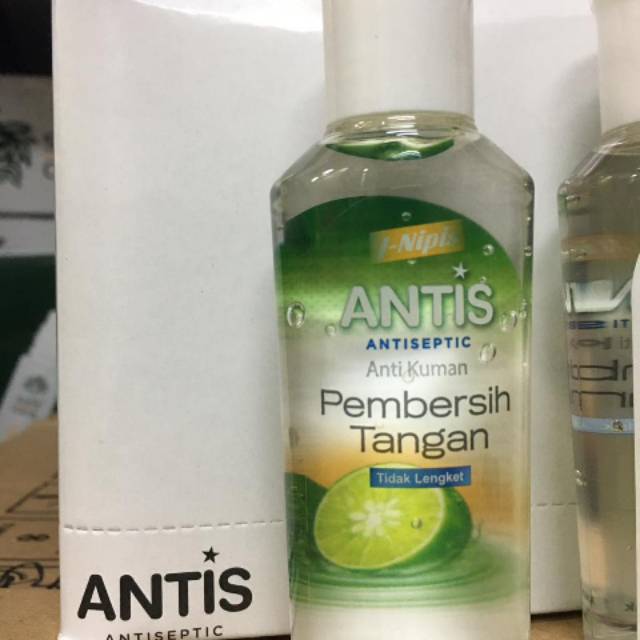 J-Nipis
ANTIS
ANTISEPTIC
Anti Kuman
Pembersih
Tangan
Tidak Lengket
ANTIS
ANTISEPTIC